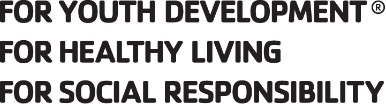 FOR YOUTH DEVELOPMENT®
FOR HEALTHY LIVING
FOR SOCIAL RESPONSIBILITY